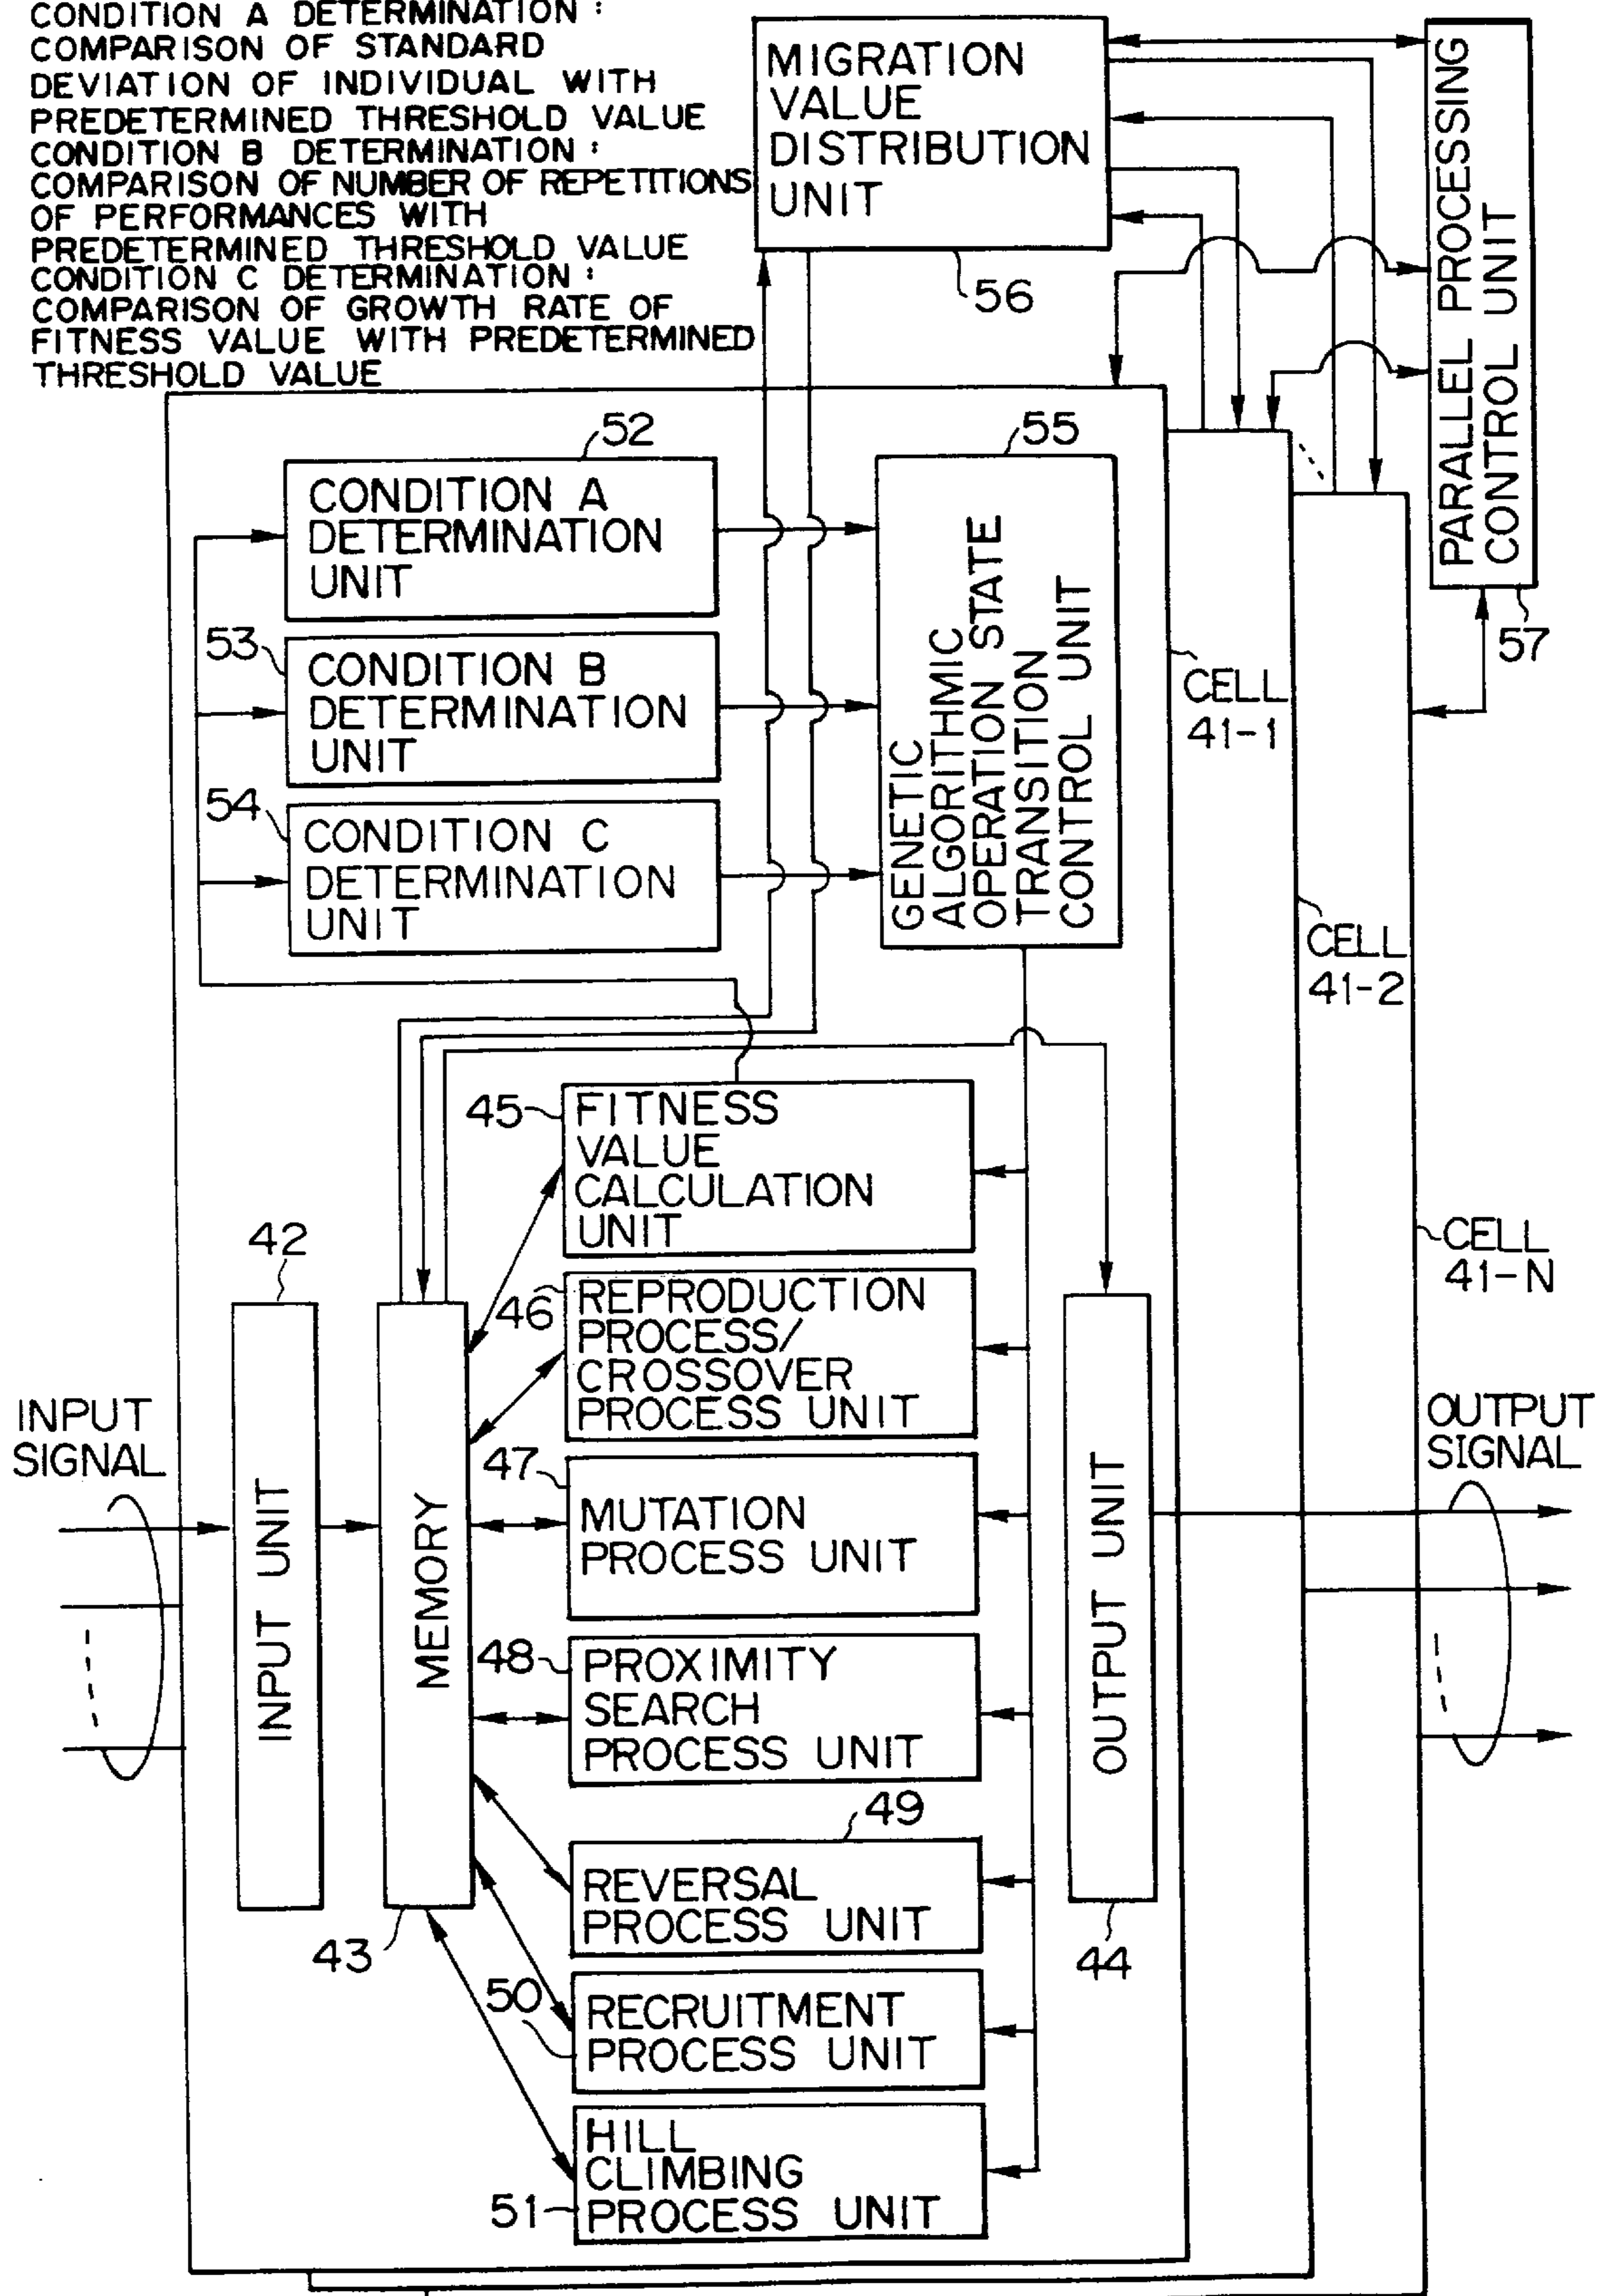 CONDITION A DETERMINATION :
COMPARISON OF STANDARD
DEVIATION OF INDIVIDUAL WITH
PREDETERMINED THRESHOLD VALUE
CONDITION B DETERMINATION :
COMPARISON OF NUMBER OF REPETITIONS
OF PERFORMANCES WITH
PREDETERMINED THRESHOLD VALUE
CONDITION C DETERMINATION :
COMPARISON OF GROWTH RATE OF
FITNESS VALUE WITH PREDETERMINED
THRESHOLD VALUE
MIGRATION
VALUE
DISTRIBUTION
UNIT
56
PARALLEL PROCESSING
CONTROL UNIT
57
52
CONDITION A
DETERMINATION
UNIT
53
CONDITION B
DETERMINATION
UNIT
54
CONDITION C
DETERMINATION
UNIT
55
GENETIC
ALGORITHMIC
OPERATION STATE
TRANSITION
CONTROL UNIT
CELL
41-1
CELL
41-2
CELL
41-N
45
FITNESS
VALUE
CALCULATION
UNIT
46
REPRODUCTION
PROCESS/
CROSSOVER
PROCESS UNIT
47
MUTATION
PROCESS UNIT
48
PROXIMITY
SEARCH
PROCESS UNIT
49
REVERSAL
PROCESS UNIT
50
RECRUITMENT
PROCESS UNIT
51
HILL
CLIMBING
PROCESS UNIT
42
INPUT UNIT
INPUT
SIGNAL
MEMORY
43
OUTPUT UNIT
44
OUTPUT
SIGNAL